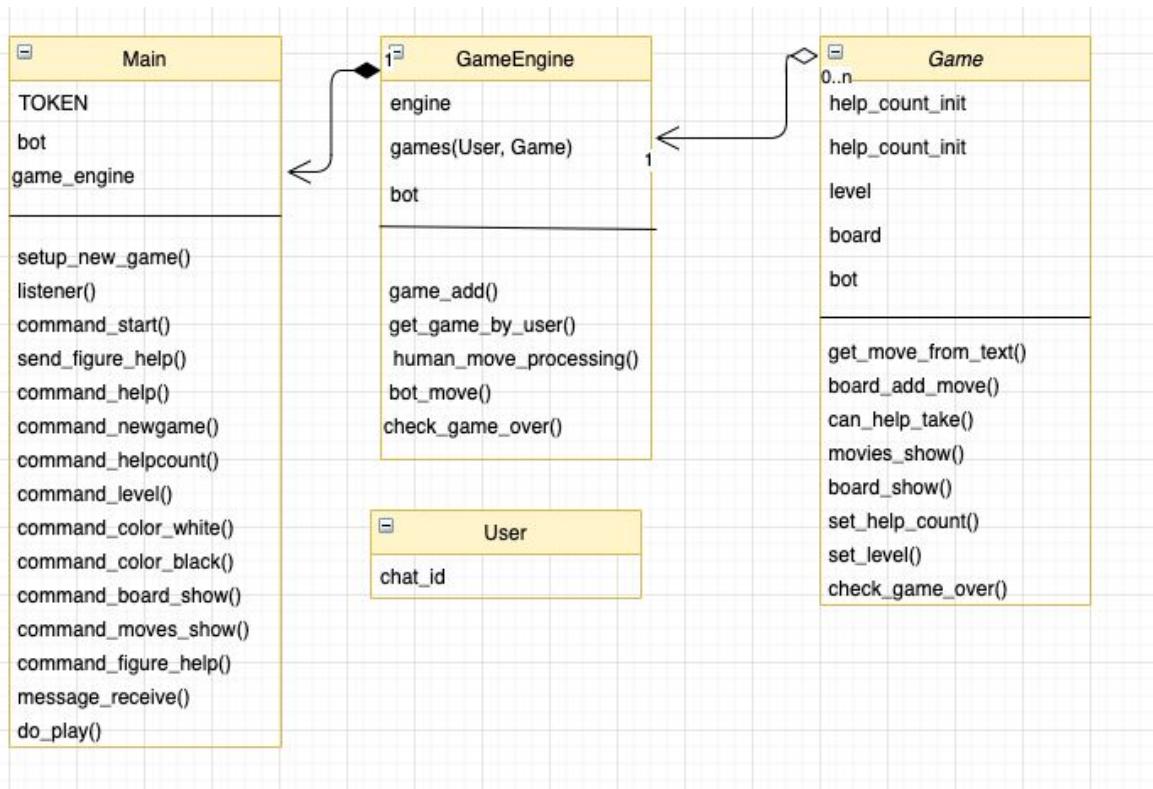 Main
TOKEN
bot
game_engine
setup_new_game()
listener()
command_start()
send_figure_help()
command_help()
command_newgame()
command_helpcount()
command_level()
command_color_white()
command_color_black()
command_board_show()
command_moves_show()
command_figure_help()
message_receive()
do_play()
1
GameEngine
engine
games(User, Game)
1
bot
game_add()
get_game_by_user()
human_move_processing()
bot_move()
check_game_over()
User
chat_id
Game
0..n
help_count_init
help_count_init
level
board
bot
get_move_from_text()
board_add_move()
can_help_take()
movies_show()
board_show()
set_help_count()
set_level()
check_game_over()